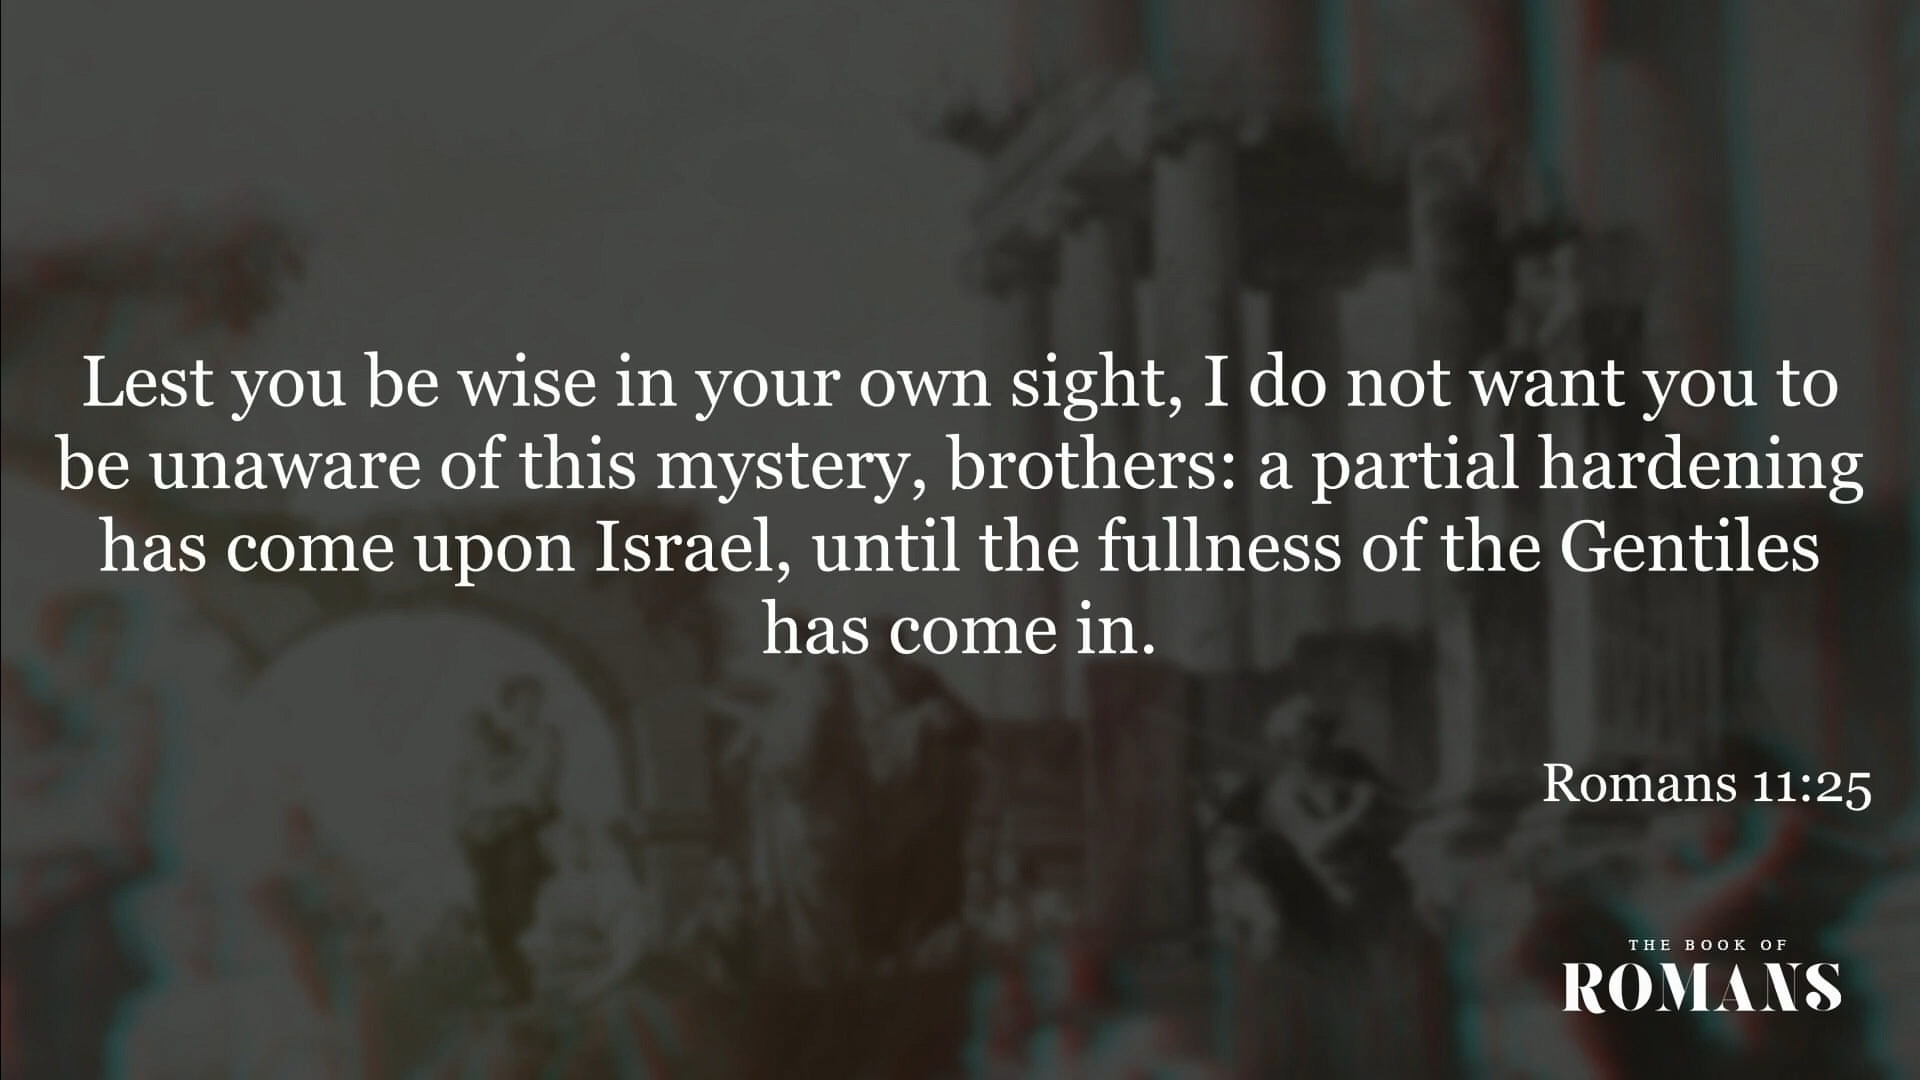 Lest you be wise in your own sight, I do not want you to
be unaware of this mystery, brothers: a partial hardening
has come upon Israel, until the fullness of the Gentiles
has come in.
Romans 11:25
THE BOOK OF
ROMANS